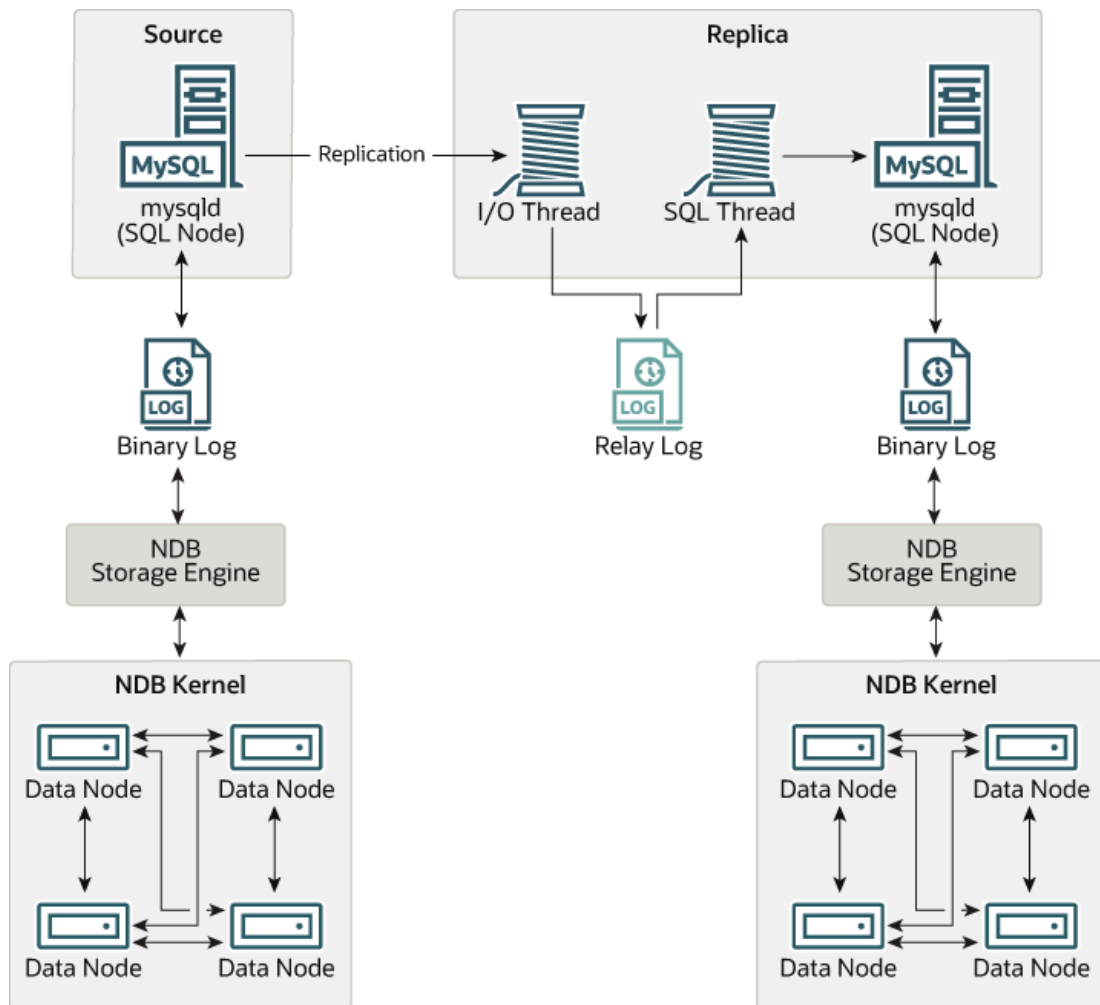 Source
Replica
MySQL
mysqld
(SQL Node)
Replication
I/O Thread
SQL Thread
MySQL
mysqld
(SQL Node)
LOG
Binary Log
LOG
Relay Log
LOG
Binary Log
NDB
Storage Engine
NDB
Storage Engine
NDB Kernel
Data Node
Data Node
Data Node
Data Node
NDB Kernel
Data Node
Data Node
Data Node
Data Node